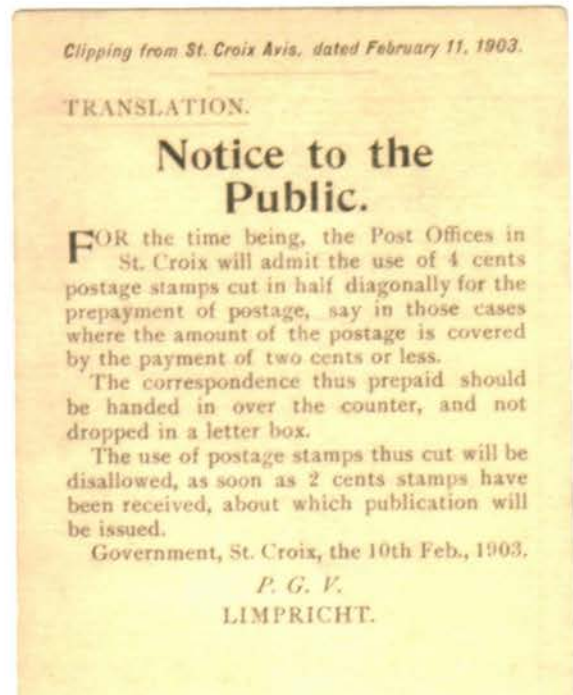 Clipping from St. Croix Avis, dated February 11, 1903.
TRANSLATION.
Notice to the
Public.
FOR the time being, the Post Offices in
St. Croix will admit the use of 4 cents
postage stamps cut in half diagonally for the
prepayment of postage, say in those cases
where the amount of the postage is covered
by the payment of two cents or less.
The correspondence thus prepaid should
be handed in over the counter, and not
dropped in a letter box.
The use of postage stamps thus cut will be
disallowed, as soon as 2 cents stamps have
been received, about which publication will
be issued.
Government, St. Croix, the 10th Feb., 1903.
P. G. V.
LIMPRICHT.